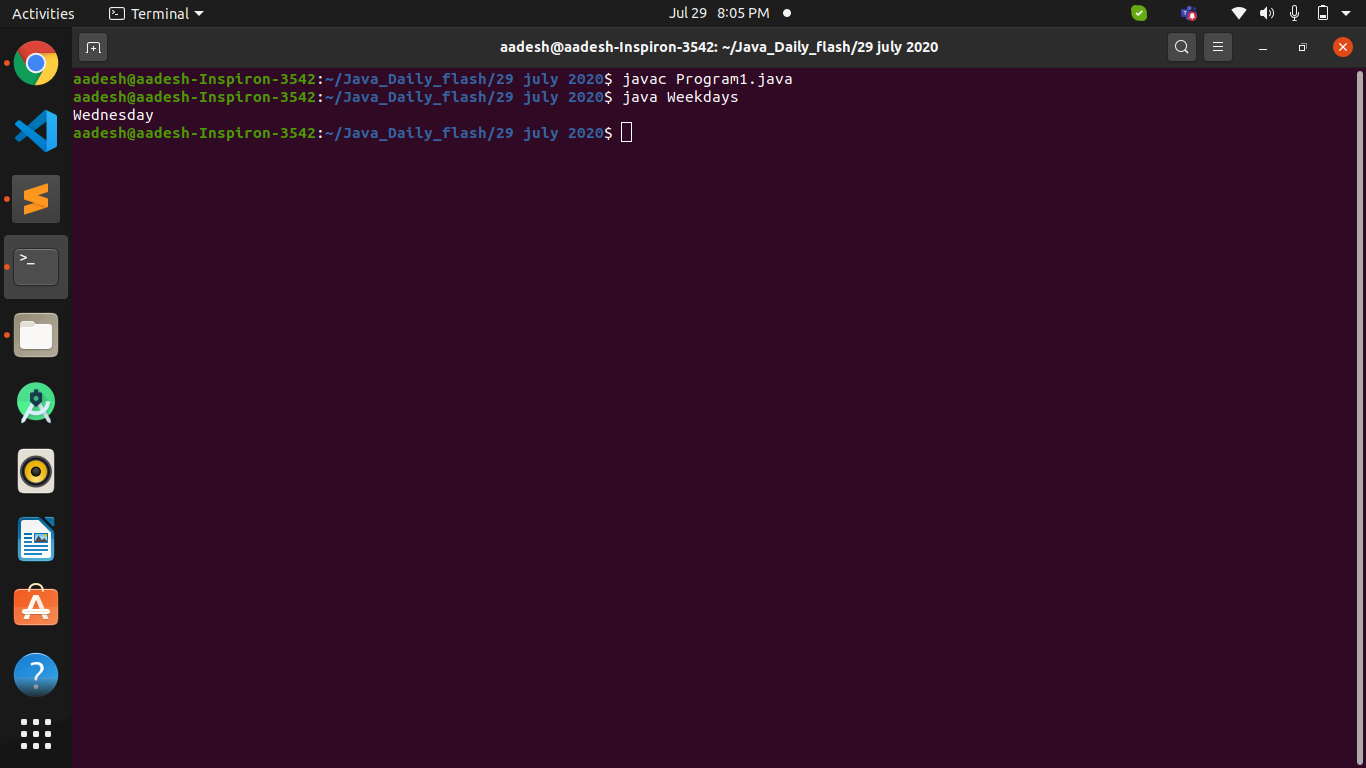 Activities Terminal Jul 29 8:05 PM
aadesh@aadesh-Inspiron-3542: ~/Java_Daily_flash/29 july 2020
aadesh@aadesh-Inspiron-3542:~/Java_Daily_flash/29 july 2020$ javac Program1.java
aadesh@aadesh-Inspiron-3542:~/Java_Daily_flash/29 july 2020$ java Weekdays
Wednesday
aadesh@aadesh-Inspiron-3542:~/Java_Daily_flash/29 july 2020$